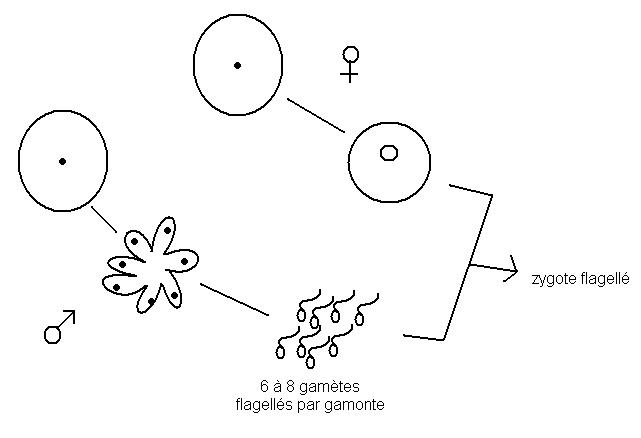 zygote flagellé
6 à 8 gamètes
flagellés par gamonte